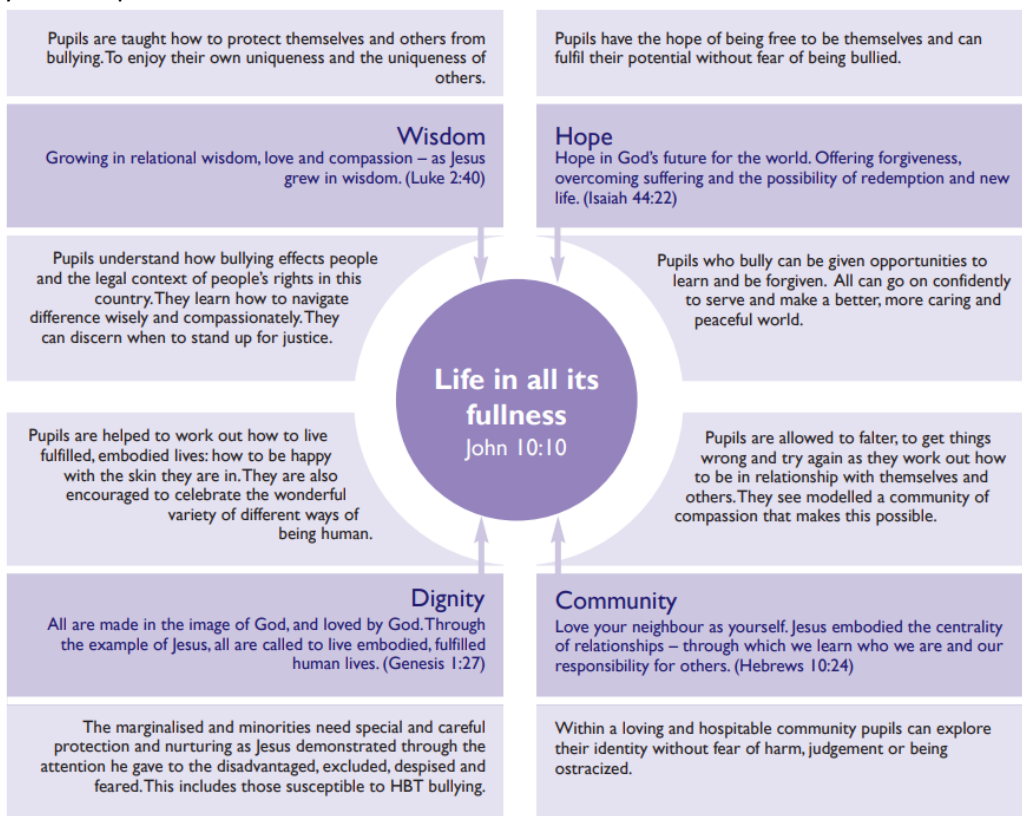 Pupils are taught how to protect themselves and others from
bullying. To enjoy their own uniqueness and the uniqueness of
others.
Wisdom
Growing in relational wisdom, love and compassion – as Jesus
grew in wisdom. (Luke 2:40)
Pupils understand how bullying effects people
and the legal context of people's rights in this
country. They learn how to navigate
difference wisely and compassionately. They
can discern when to stand up for justice.
Pupils have the hope of being free to be themselves and can
fulfil their potential without fear of being bullied.
Hope
Hope in God's future for the world. Offering forgiveness,
overcoming suffering and the possibility of redemption and new
life. (Isaiah 44:22)
Pupils who bully can be given opportunities to
learn and be forgiven. All can go on confidently
to serve and make a better, more caring and
peaceful world.
Life in all its
fullness
John 10:10
Pupils are helped to work out how to live
fulfilled, embodied lives: how to be happy
with the skin they are in. They are also
encouraged to celebrate the wonderful
variety of different ways of
being human.
Dignity
All are made in the image of God, and loved by God. Through
the example of Jesus, all are called to live embodied, fulfilled
human lives. (Genesis 1:27)
The marginalised and minorities need special and careful
protection and nurturing as Jesus demonstrated through the
attention he gave to the disadvantaged, excluded, despised and
feared. This includes those susceptible to HBT bullying.
Pupils are allowed to falter, to get things
wrong and try again as they work out how
to be in relationship with themselves and
others. They see modelled a community of
compassion that makes this possible.
Community
Love your neighbour as yourself. Jesus embodied the centrality
of relationships – through which we learn who we are and our
responsibility for others. (Hebrews 10:24)
Within a loving and hospitable community pupils can explore
their identity without fear of harm, judgement or being
ostracized.